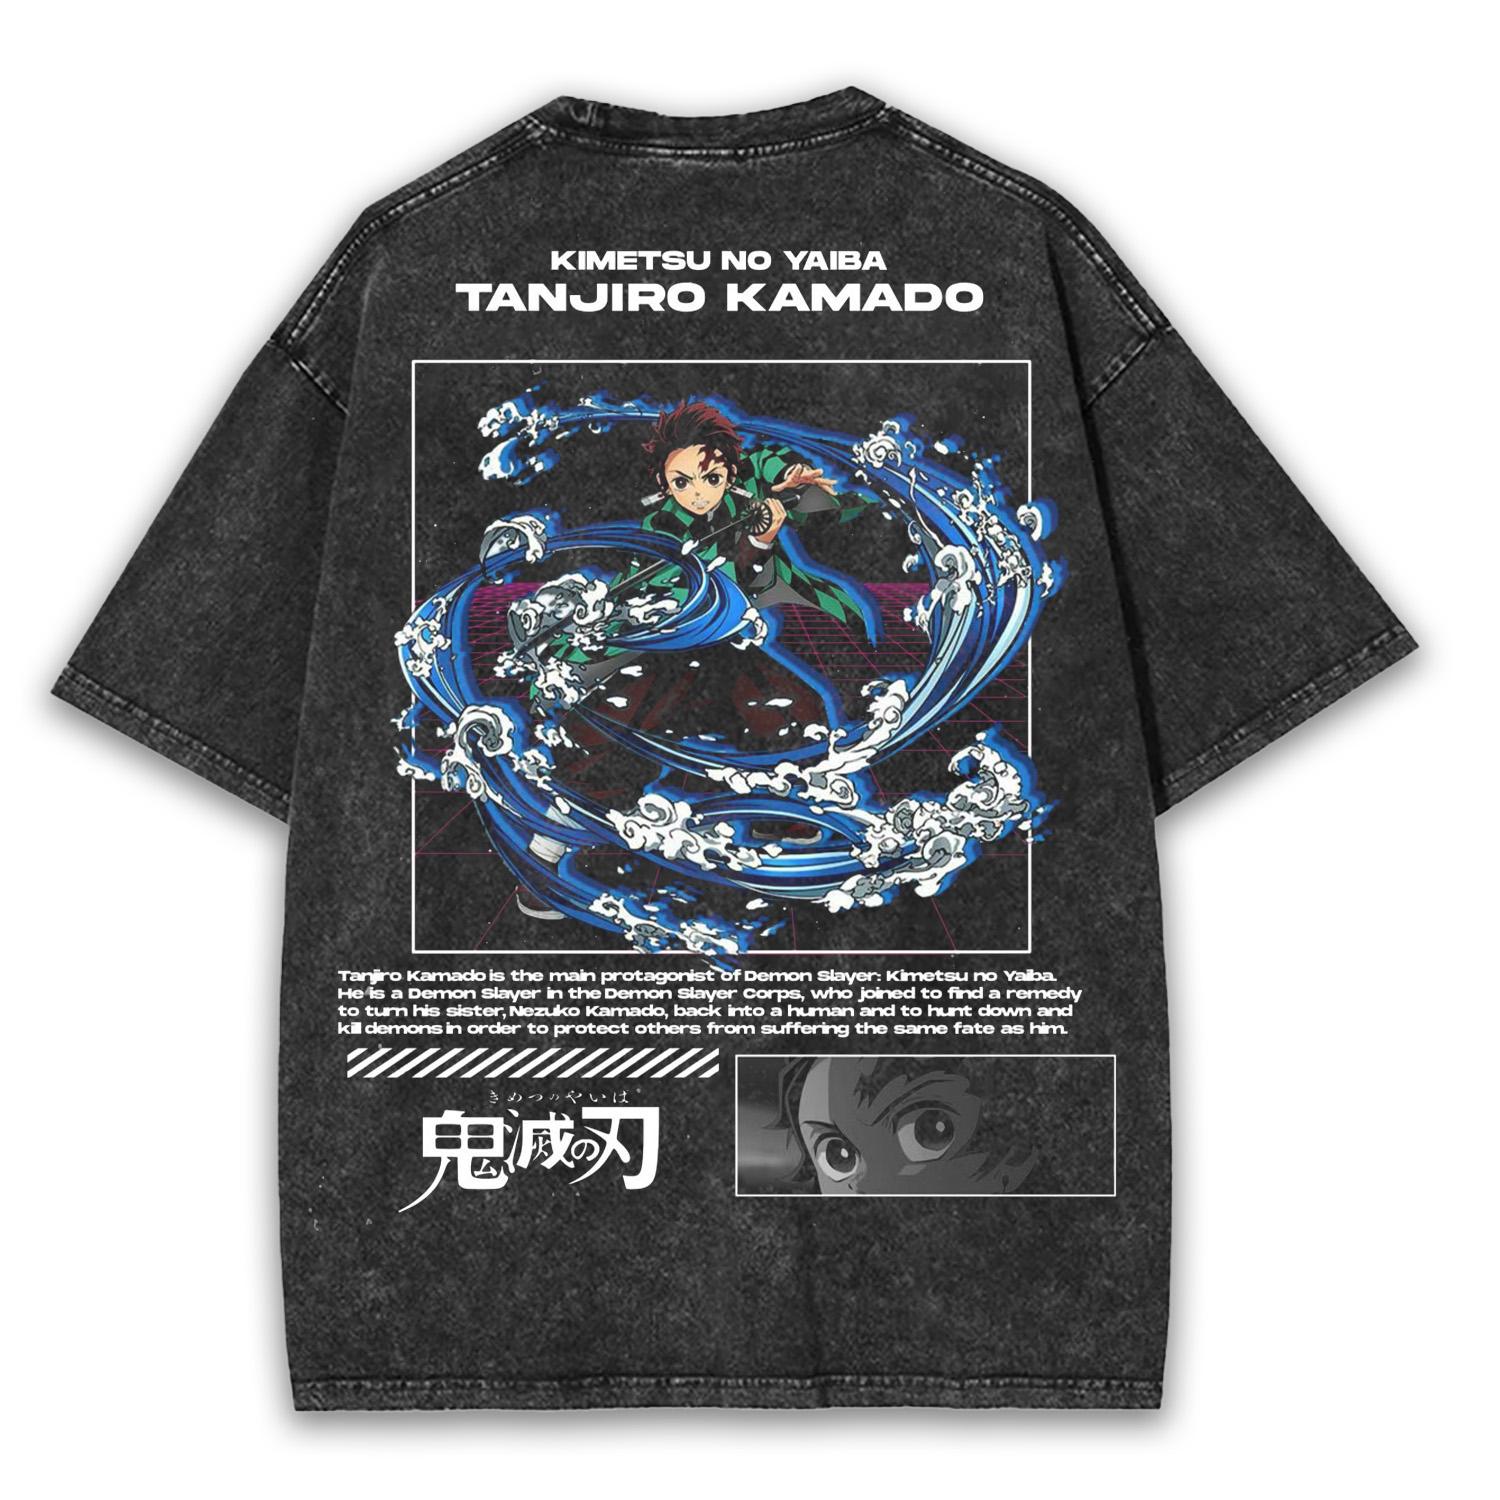 KIMETSU NO YAIBA
TANJIRO KAMADO
Tanjiro Kamado is the main protagonist of Demon Slayer: Kimetsu no Yaiba.
He is a Demon Slayer in the Demon Slayer Corps, who joined to find a remedy
to turn his sister, Nezuko Kamado, back into a human and to hunt down and
kill demons in order to protect others from suffering the same fate as him.
きめつのやいば
鬼滅の刃